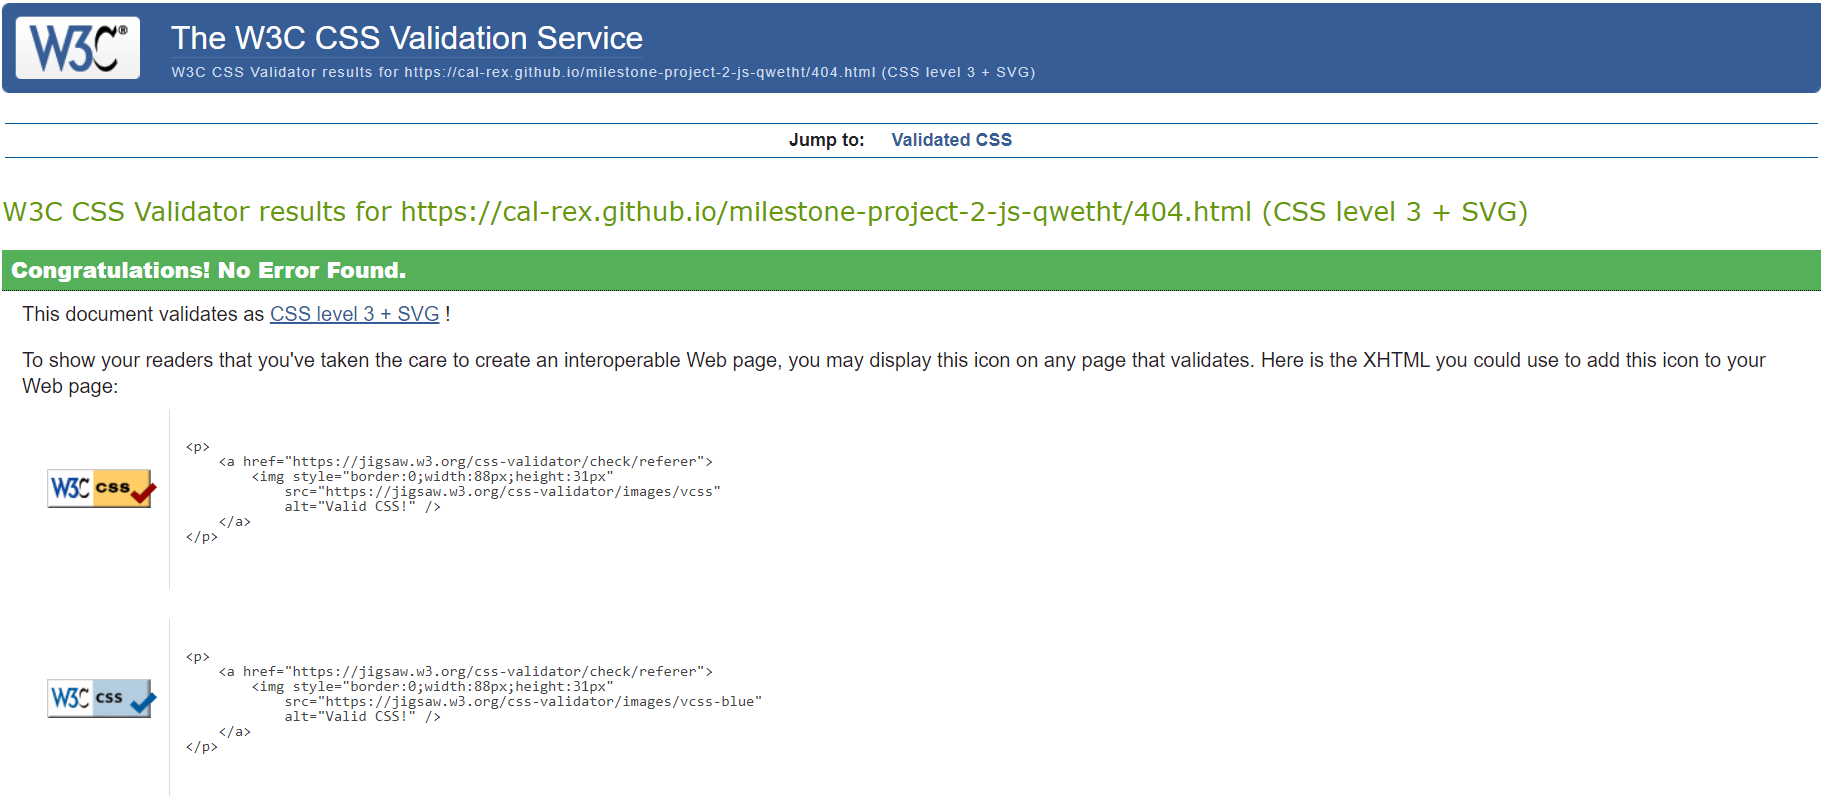 W3C®
The W3C CSS Validation Service
W3C CSS Validator results for https://cal-rex.github.io/milestone-project-2-js-qwetht/404.html (CSS level 3 + SVG)
Jump to: Validated CSS
W3C CSS Validator results for https://cal-rex.github.io/milestone-project-2-js-qwetht/404.html (CSS level 3 + SVG)
Congratulations! No Error Found.
This document validates as CSS level 3 + SVG !
To show your readers that you've taken the care to create an interoperable Web page, you may display this icon on any page that validates. Here is the XHTML you could use to add this icon to your
Web page:
W3C css
<p>
    <a href="https://jigsaw.w3.org/css-validator/check/referer">
        <img style="border:0;width:88px;height:31px"
            src="https://jigsaw.w3.org/css-validator/images/vcss"
            alt="Valid CSS!" />
    </a>
</p>
W3C css
<p>
    <a href="https://jigsaw.w3.org/css-validator/check/referer">
        <img style="border:0;width:88px;height:31px"
            src="https://jigsaw.w3.org/css-validator/images/vcss-blue"
            alt="Valid CSS!" />
    </a>
</p>